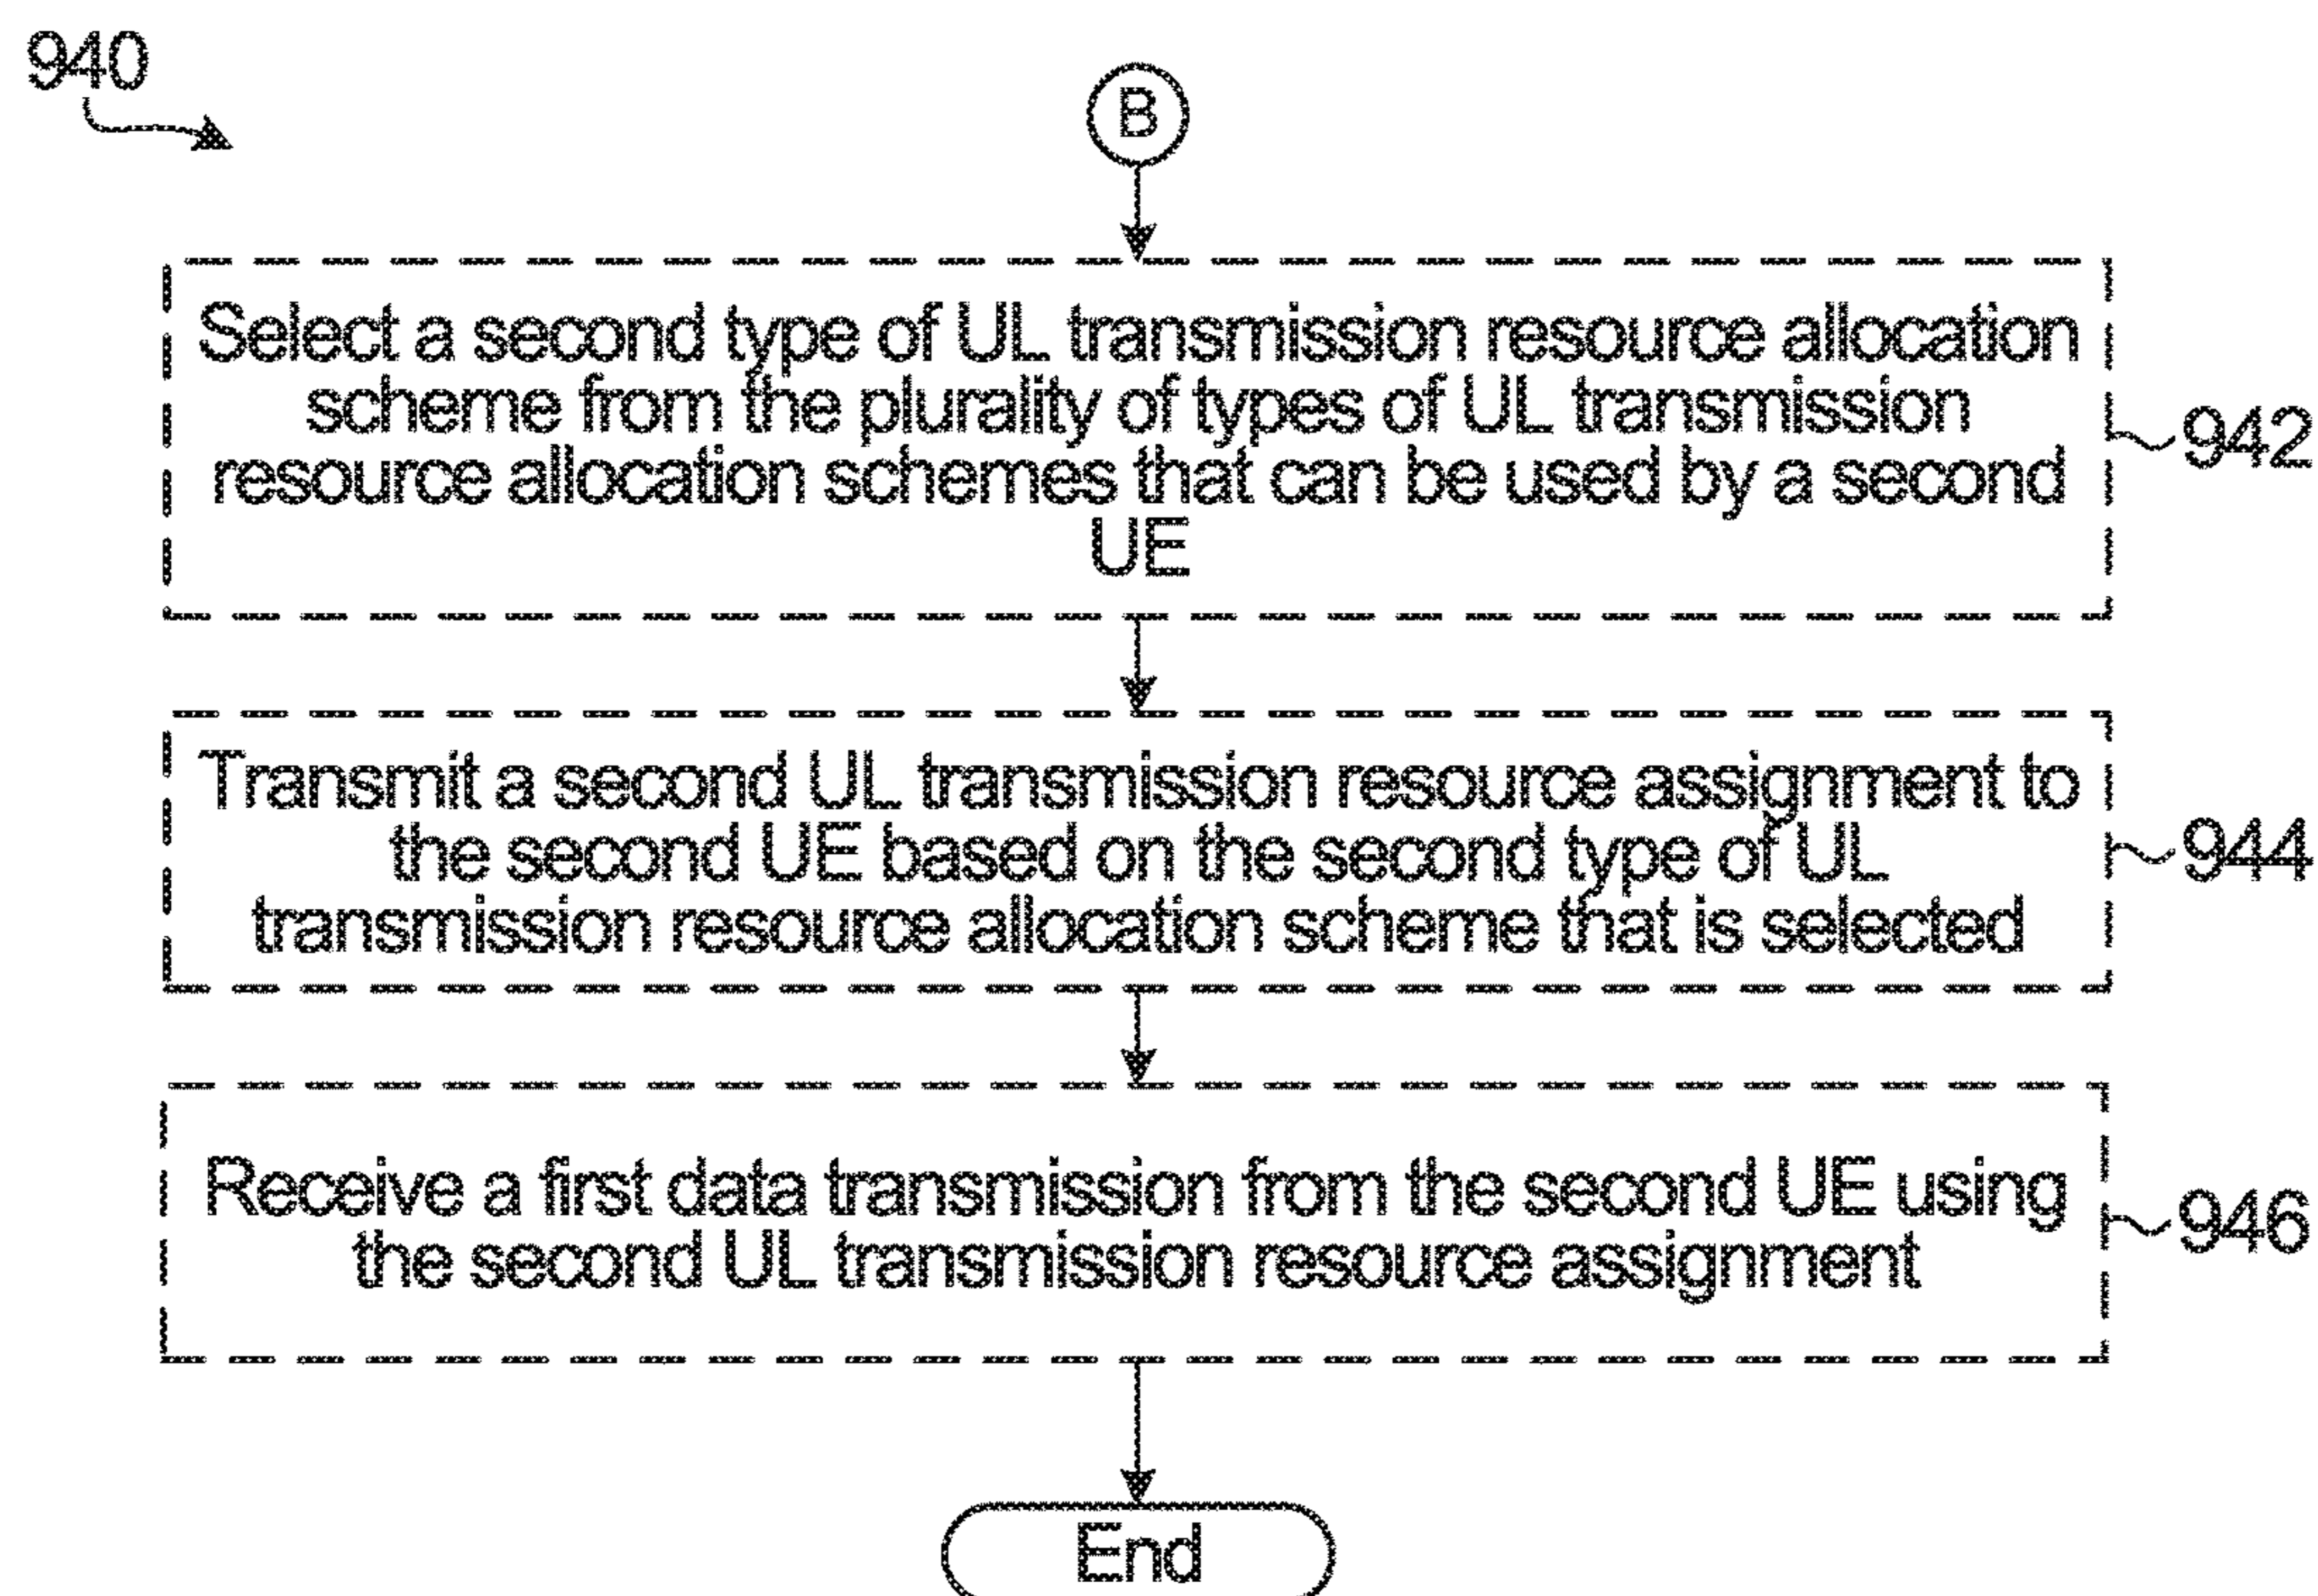 940
B
Select a second type of UL transmission resource allocation
scheme from the plurality of types of UL transmission
resource allocation schemes that can be used by a second
UE
942
Transmit a second UL transmission resource assignment to
the second UE based on the second type of UL
transmission resource allocation scheme that is selected
944
Receive a first data transmission from the second UE using
the second UL transmission resource assignment
946
End